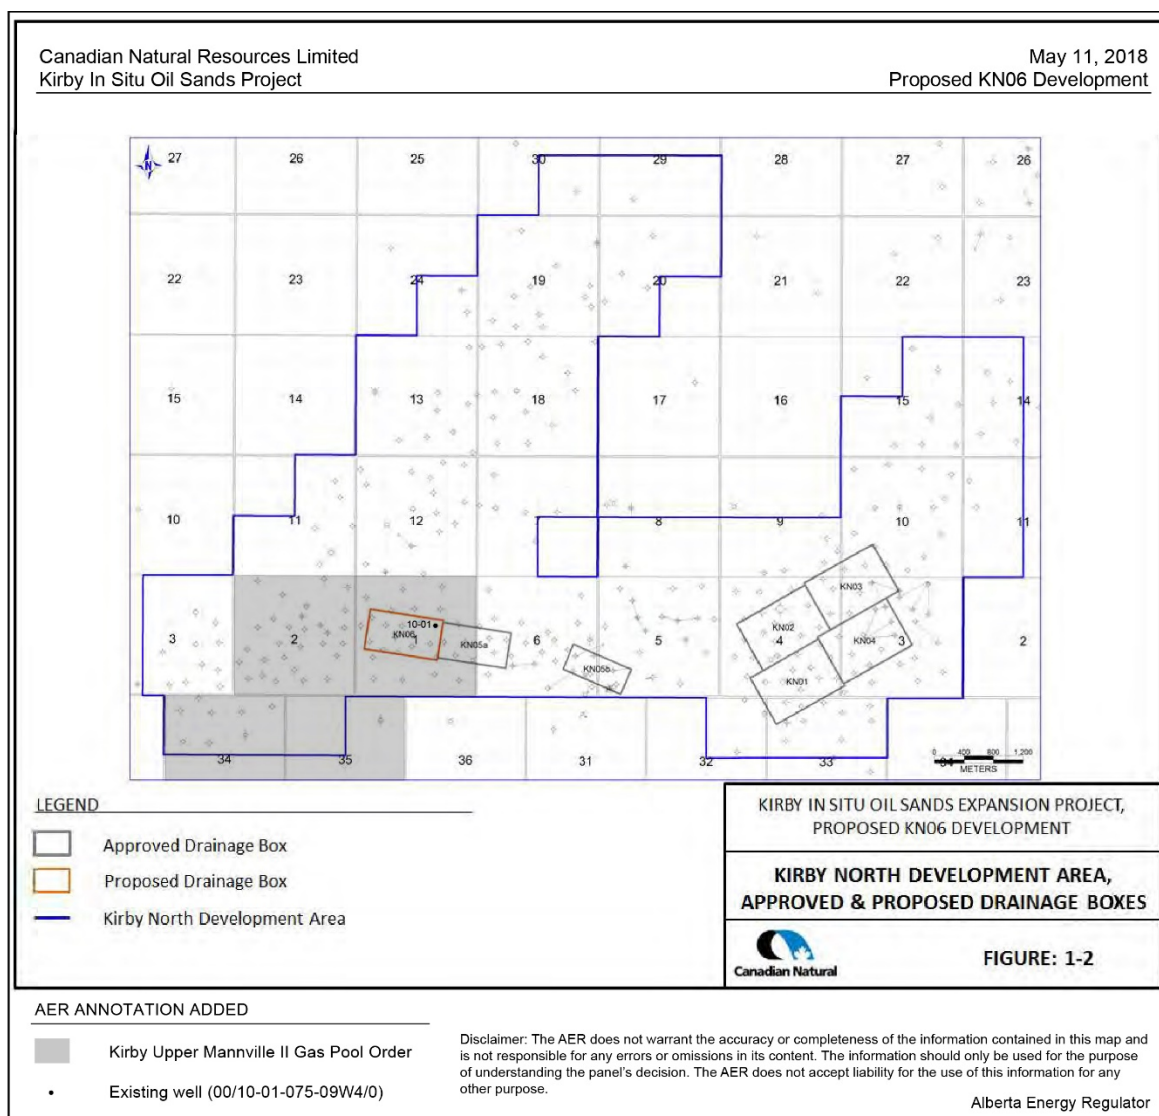 Canadian Natural Resources Limited
May 11, 2018
Kirby In Situ Oil Sands Project
Proposed KN06 Development
N
27 26 25 30 29 28 27 26
22 23 24 19 20 21 22 23
15 14 13 18 17 16 15 14
10 11 12 7 8 9 10 11
KN03
10-01
KN02
KN06
3 2 1 KN05a 6 5 4 KN04 3 2
KN05b
KN01
34 35 36 31 32 33 34
0 400 800 1,200
METERS
LEGEND
Approved Drainage Box
Proposed Drainage Box
Kirby North Development Area
KIRBY IN SITU OIL SANDS EXPANSION PROJECT,
PROPOSED KN06 DEVELOPMENT
KIRBY NORTH DEVELOPMENT AREA,
APPROVED & PROPOSED DRAINAGE BOXES
Canadian Natural
FIGURE: 1-2
AER ANNOTATION ADDED
Kirby Upper Mannville II Gas Pool Order
Existing well (00/10-01-075-09W4/0)
Disclaimer: The AER does not warrant the accuracy or completeness of the information contained in this map and
is not responsible for any errors or omissions in its content. The information should only be used for the purpose
of understanding the panel's decision. The AER does not accept liability for the use of this information for any
other purpose.
Alberta Energy Regulator